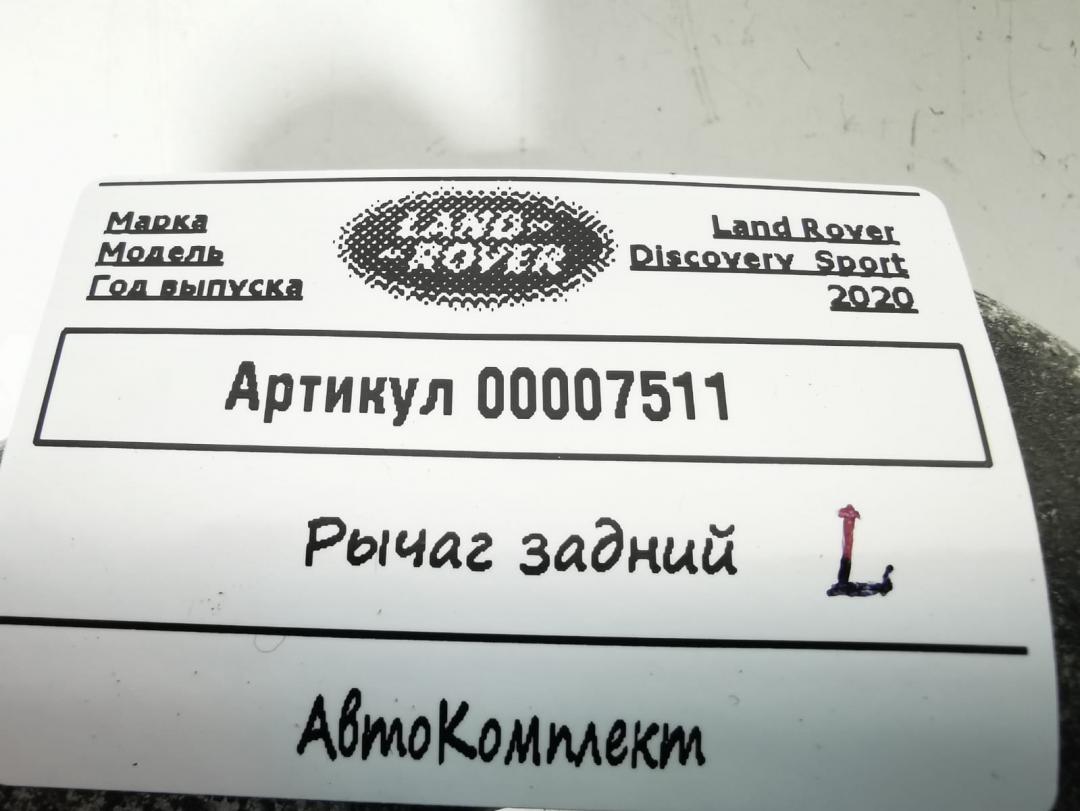 Марка LAND- Land Rover
Модель -ROVER Discovery Sport
Год выпуска 2020
Артикул 00007511
Рычаг задний L
АвтоКомплект